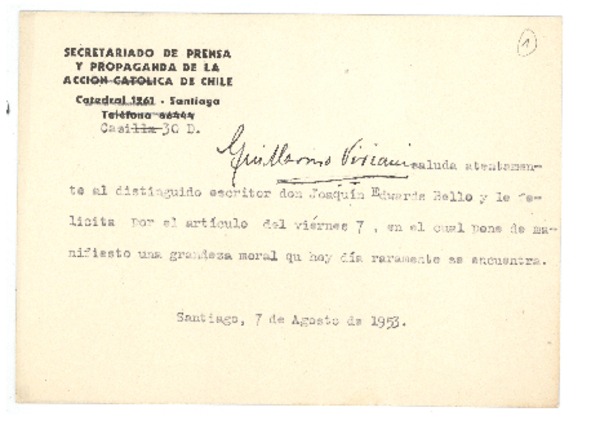 1
SECRETARIADO DE PRENSA
Y PROPAGANDA DE LA
ACCION CATOLICA DE CHILE
Catedral 1261 - Santiago
Teléfono 66444
Casilla 30 D.
Guillermo Viviani saluda atentamen-
te al distinguido escritor don Joaquín Edwards Bello y le fe-
licita por el artículo del viérnes 7, en el cual pone de ma-
nifiesto una grandeza moral qu hoy día raramente se encuentra.
Santiago, 7 de Agosto de 1953.